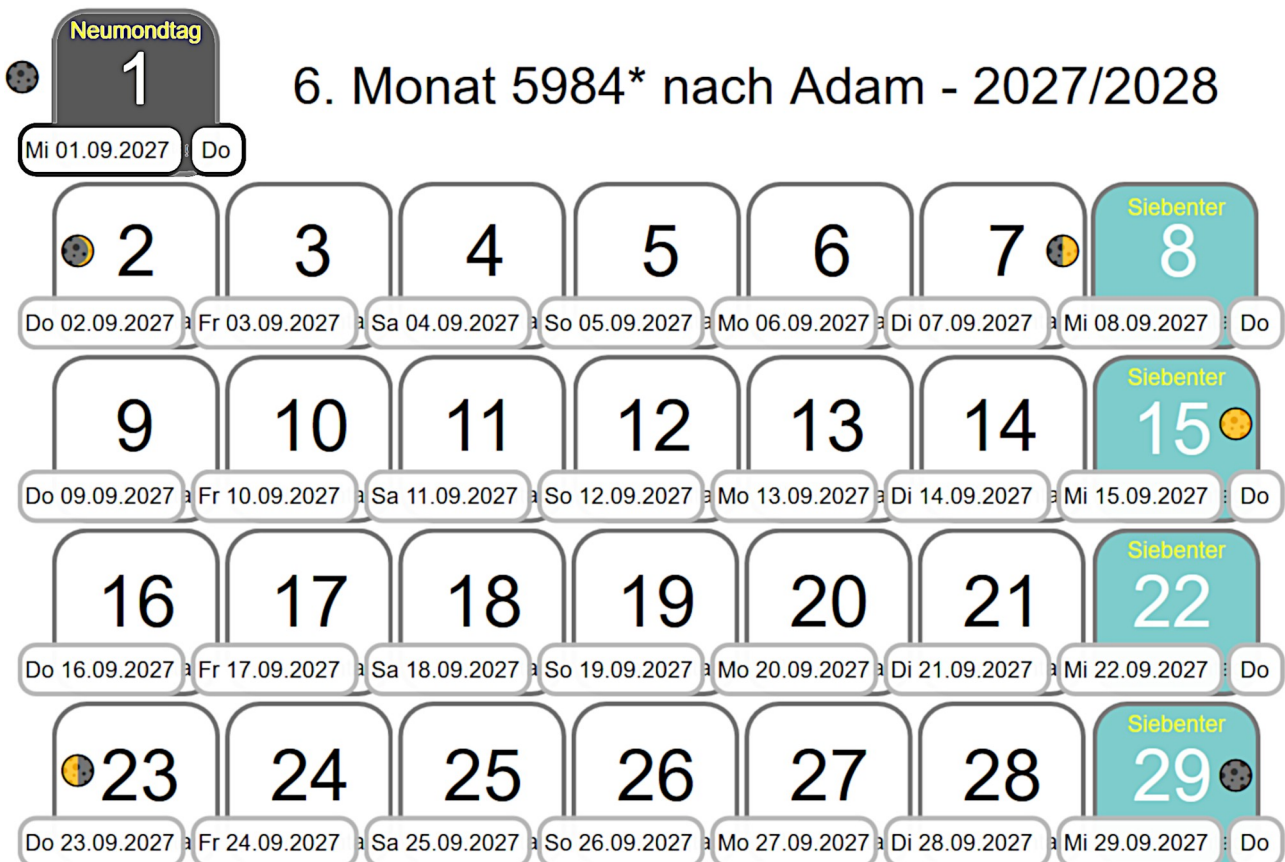 Neumondtag
1
6. Monat 5984* nach Adam - 2027/2028
Mi 01.09.2027 Do
Siebenter
2 3 4 5 6 7 8
Do 02.09.2027 Fr 03.09.2027 Sa 04.09.2027 So 05.09.2027 Mo 06.09.2027 Di 07.09.2027 Mi 08.09.2027 Do
Siebenter
9 10 11 12 13 14 15
Do 09.09.2027 Fr 10.09.2027 Sa 11.09.2027 So 12.09.2027 Mo 13.09.2027 Di 14.09.2027 Mi 15.09.2027 Do
Siebenter
16 17 18 19 20 21 22
Do 16.09.2027 Fr 17.09.2027 Sa 18.09.2027 So 19.09.2027 Mo 20.09.2027 Di 21.09.2027 Mi 22.09.2027 Do
Siebenter
23 24 25 26 27 28 29
Do 23.09.2027 Fr 24.09.2027 Sa 25.09.2027 So 26.09.2027 Mo 27.09.2027 Di 28.09.2027 Mi 29.09.2027 Do